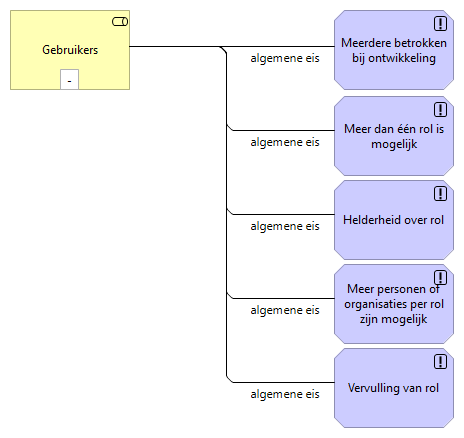 Gebruikers
-
algemene eis
Meerdere betrokken
bij ontwikkeling
algemene eis
Meer dan één rol is
mogelijk
algemene eis
Helderheid over rol
algemene eis
Meer personen of
organisaties per rol
zijn mogelijk
algemene eis
Vervulling van rol